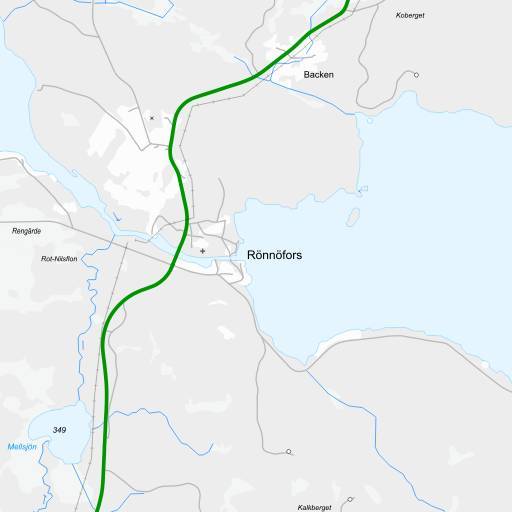 Koberget
Backen
Rengärde
Rönnöfors
Rot-Nilsflon
349
Mellsjön
Kalkberget